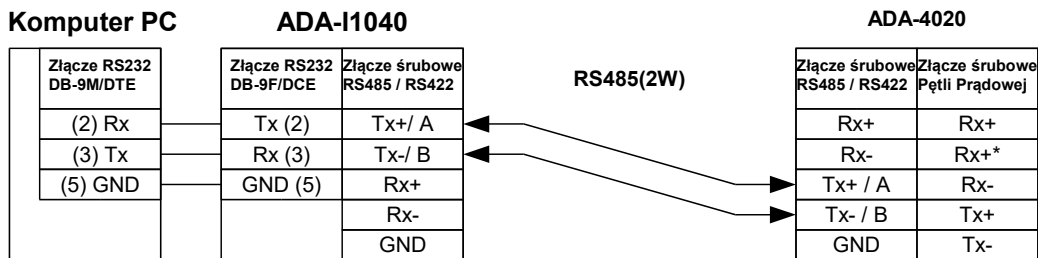 Komputer PC ADA-I1040 ADA-4020
Złącze RS232 Złącze RS232 Złącze śrubowe RS485(2W) Złącze śrubowe Złącze śrubowe
DB-9M/DTE DB-9F/DCE RS485 / RS422 RS485 / RS422 Pętli Prądowej
(2) Rx Tx (2) Tx+/ A Rx+ Rx+
(3) Tx Rx (3) Tx-/ B Rx- Rx+*
(5) GND GND (5) Rx+ Tx+ / A Rx-
Rx- Tx- / B Tx+
GND GND Tx-